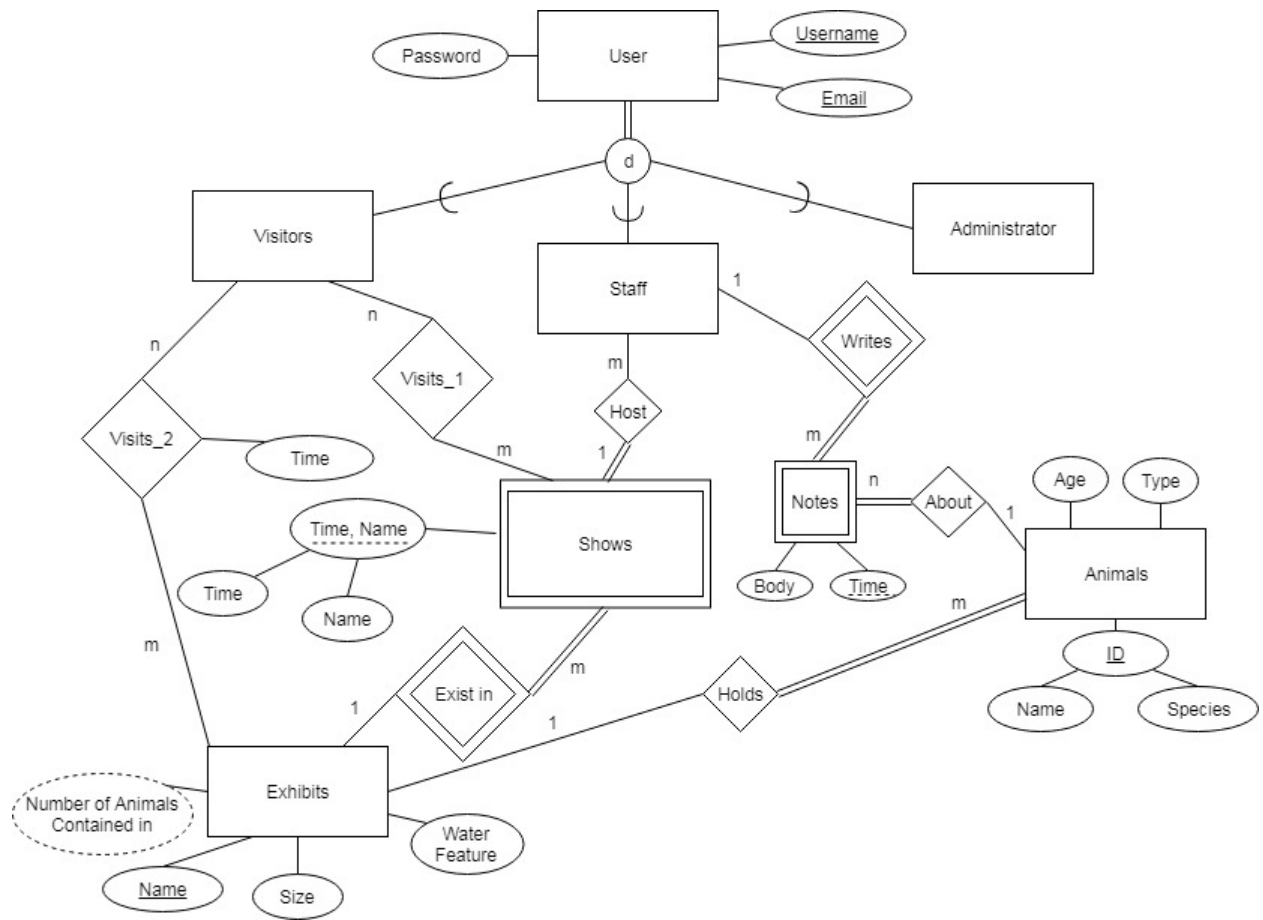 Password
User
Username
Email
d
Visitors
Staff
Administrator
1
n
n
m
Writes
Visits_1
Visits_2
Host
m
m
1
Time
n
Age
Type
Notes
About
1
Time, Name
Shows
Animals
Time
Name
Body
Time
m
m
m
ID
Exist in
Holds
Name
Species
1
1
Number of Animals
Contained in
Exhibits
Water
Feature
Name
Size